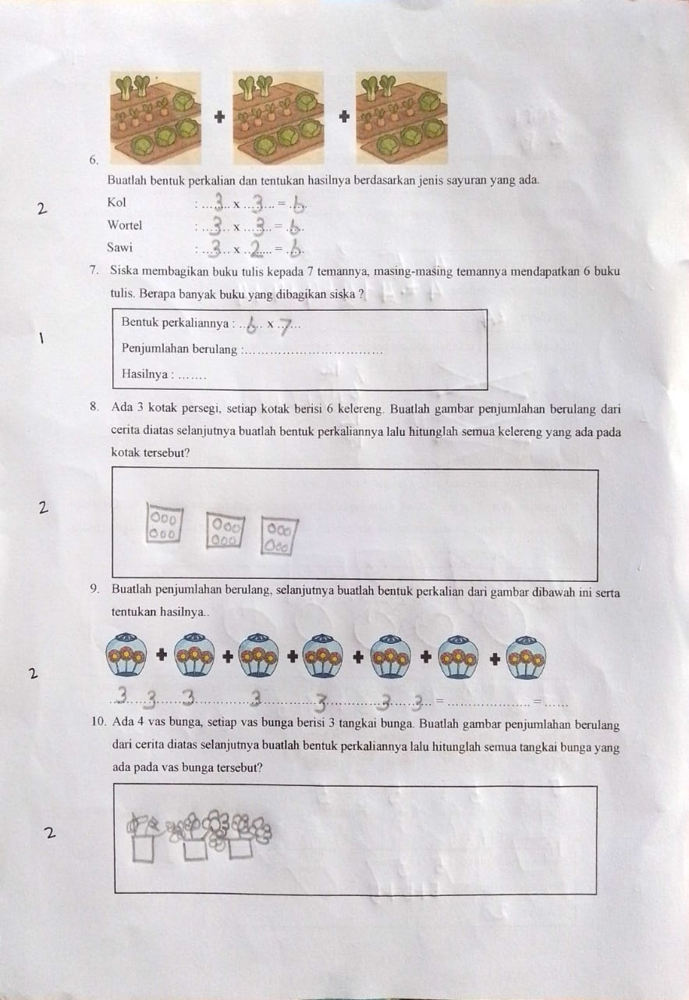 6.
Buatlah bentuk perkalian dan tentukan hasilnya berdasarkan jenis sayuran yang ada.
2
Kol : ...3.. x ...3... = .6..
Wortel : ...3.. x ...3.. = .6..
Sawi : ...3.. x ..2.... = .6..
7. Siska membagikan buku tulis kepada 7 temannya, masing-masing temannya mendapatkan 6 buku
tulis. Berapa banyak buku yang dibagikan siska ?
1
Bentuk perkaliannya : ..6.. x ..7...
Penjumlahan berulang :.................................
Hasilnya : .......
8. Ada 3 kotak persegi, setiap kotak berisi 6 kelereng. Buatlah gambar penjumlahan berulang dari
cerita diatas selanjutnya buatlah bentuk perkaliannya lalu hitunglah semua kelereng yang ada pada
kotak tersebut?
2
9. Buatlah penjumlahan berulang, selanjutnya buatlah bentuk perkalian dari gambar dibawah ini serta
tentukan hasilnya..
+ + + + + +
2
..3....3......3.............3.............3.............3......3.. = .................... = ......
10. Ada 4 vas bunga, setiap vas bunga berisi 3 tangkai bunga. Buatlah gambar penjumlahan berulang
dari cerita diatas selanjutnya buatlah bentuk perkaliannya lalu hitunglah semua tangkai bunga yang
ada pada vas bunga tersebut?
2